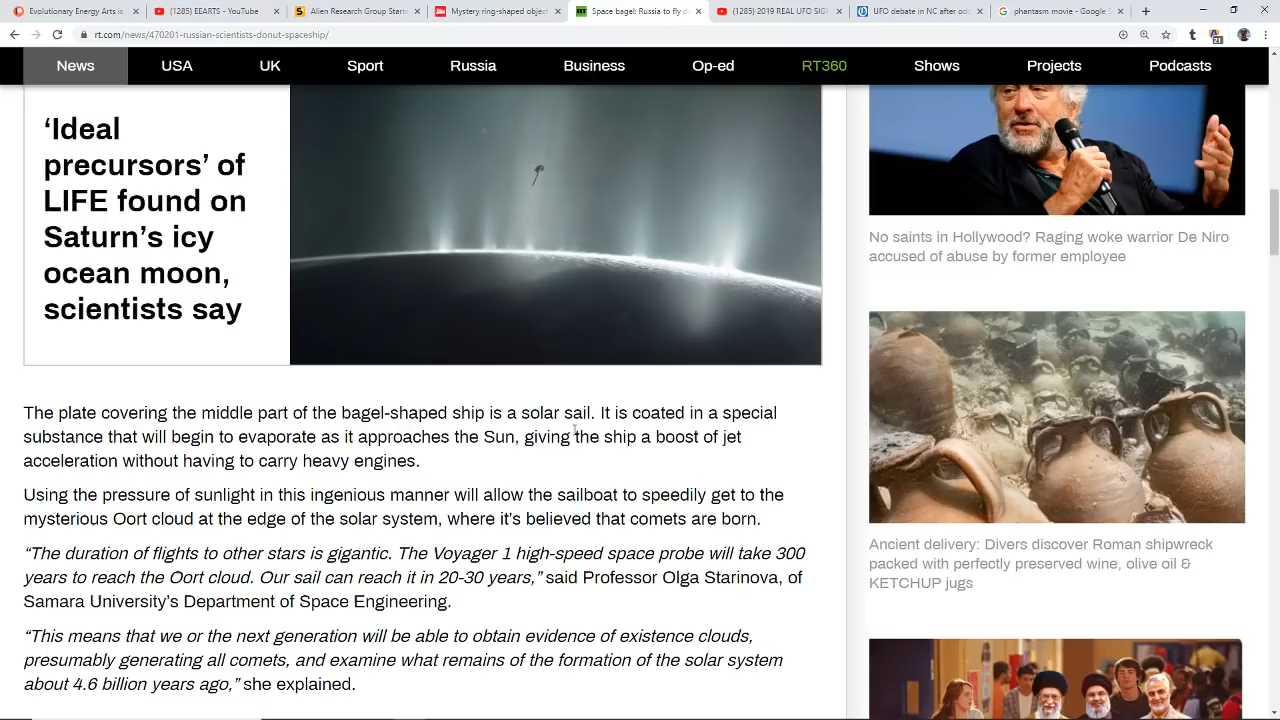 Evolutionary Energy Arts is
(1285) EEARTS - YouTube
Alien Research Group Starts
Mystery ring-shaped object
Space bagel: Russia to fly d
(1285) 2019 REAL UFO SIG
UFO debate in NC after odd
phantasm movie - Google S
rt.com/news/470201-russian-scientists-donut-spaceship/
21
News USA UK Sport Russia Business Op-ed RT360 Shows Projects Podcasts
‘Ideal
precursors’ of
LIFE found on
Saturn’s icy
ocean moon,
scientists say
The plate covering the middle part of the bagel-shaped ship is a solar sail. It is coated in a special
substance that will begin to evaporate as it approaches the Sun, giving the ship a boost of jet
acceleration without having to carry heavy engines.
Using the pressure of sunlight in this ingenious manner will allow the sailboat to speedily get to the
mysterious Oort cloud at the edge of the solar system, where it's believed that comets are born.
“The duration of flights to other stars is gigantic. The Voyager 1 high-speed space probe will take 300
years to reach the Oort cloud. Our sail can reach it in 20-30 years,” said Professor Olga Starinova, of
Samara University’s Department of Space Engineering.
“This means that we or the next generation will be able to obtain evidence of existence clouds,
presumably generating all comets, and examine what remains of the formation of the solar system
about 4.6 billion years ago,” she explained.
No saints in Hollywood? Raging woke warrior De Niro
accused of abuse by former employee
Ancient delivery: Divers discover Roman shipwreck
packed with perfectly preserved wine, olive oil &
KETCHUP jugs